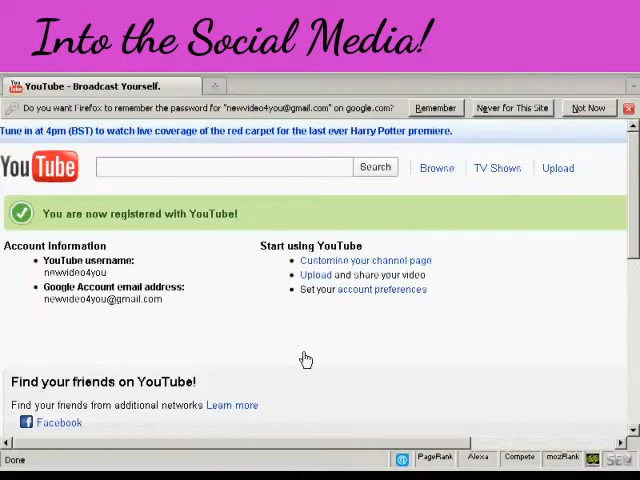 Into the Social Media!
YouTube - Broadcast Yourself.
Do you want Firefox to remember the password for "newvideo4you@gmail.com" on google.com? Remember Never for This Site Not Now
Tune in at 4pm (BST) to watch live coverage of the red carpet for the last ever Harry Potter premiere.
YouTube Search Browse TV Shows Upload
You are now registered with YouTube!
Account Information
YouTube username:
newvideo4you
Google Account email address:
newvideo4you@gmail.com
Start using YouTube
Customise your channel page
Upload and share your video
Set your account preferences
Find your friends on YouTube!
Find your friends from additional networks Learn more
Facebook
Done PageRank Alexa Compete mozRank